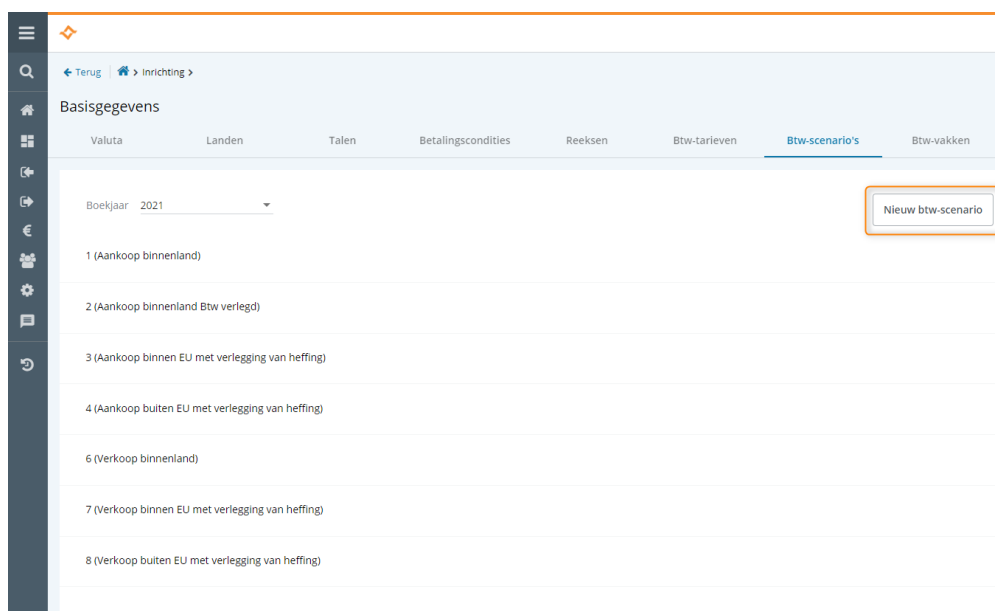 Terug > Inrichting >
Basisgegevens
Valuta Landen Talen Betalingscondities Reeksen Btw-tarieven Btw-scenario's Btw-vakken
Boekjaar 2021 Nieuw btw-scenario
1 (Aankoop binnenland)
2 (Aankoop binnenland Btw verlegd)
3 (Aankoop binnen EU met verlegging van heffing)
4 (Aankoop buiten EU met verlegging van heffing)
6 (Verkoop binnenland)
7 (Verkoop binnen EU met verlegging van heffing)
8 (Verkoop buiten EU met verlegging van heffing)